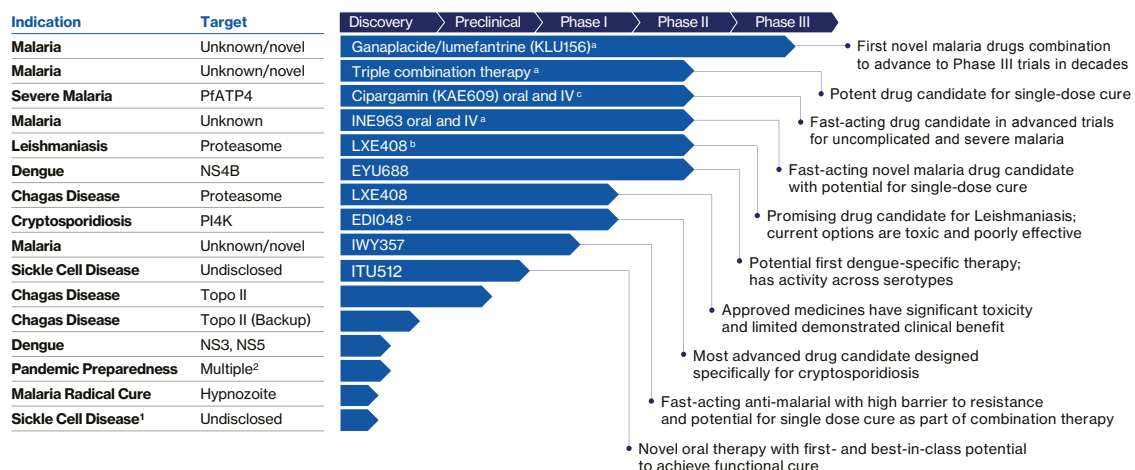 Indication Target Discovery Preclinical Phase I Phase II Phase III
Malaria Unknown/novel Ganaplacide/lumefantrine (KLU156)ᵃ
Malaria Unknown/novel Triple combination therapy ᵃ
Severe Malaria PfATP4 Cipargamin (KAE609) oral and IV ᶜ
Malaria Unknown INE963 oral and IV ᵃ
Leishmaniasis Proteasome LXE408 ᵇ
Dengue NS4B EYU688
Chagas Disease Proteasome LXE408
Cryptosporidiosis PI4K EDI048 ᶜ
Malaria Unknown/novel IWY357
Sickle Cell Disease Undisclosed ITU512
Chagas Disease Topo II
Chagas Disease Topo II (Backup)
Dengue NS3, NS5
Pandemic Preparedness Multiple²
Malaria Radical Cure Hypnozoite
Sickle Cell Disease¹ Undisclosed
• First novel malaria drugs combination
to advance to Phase III trials in decades
• Potent drug candidate for single-dose cure
• Fast-acting drug candidate in advanced trials
for uncomplicated and severe malaria
• Fast-acting novel malaria drug candidate
with potential for single-dose cure
• Promising drug candidate for Leishmaniasis;
current options are toxic and poorly effective
• Potential first dengue-specific therapy;
has activity across serotypes
• Approved medicines have significant toxicity
and limited demonstrated clinical benefit
• Most advanced drug candidate designed
specifically for cryptosporidiosis
• Fast-acting anti-malarial with high barrier to resistance
and potential for single dose cure as part of combination therapy
• Novel oral therapy with first- and best-in-class potential
to achieve functional cure